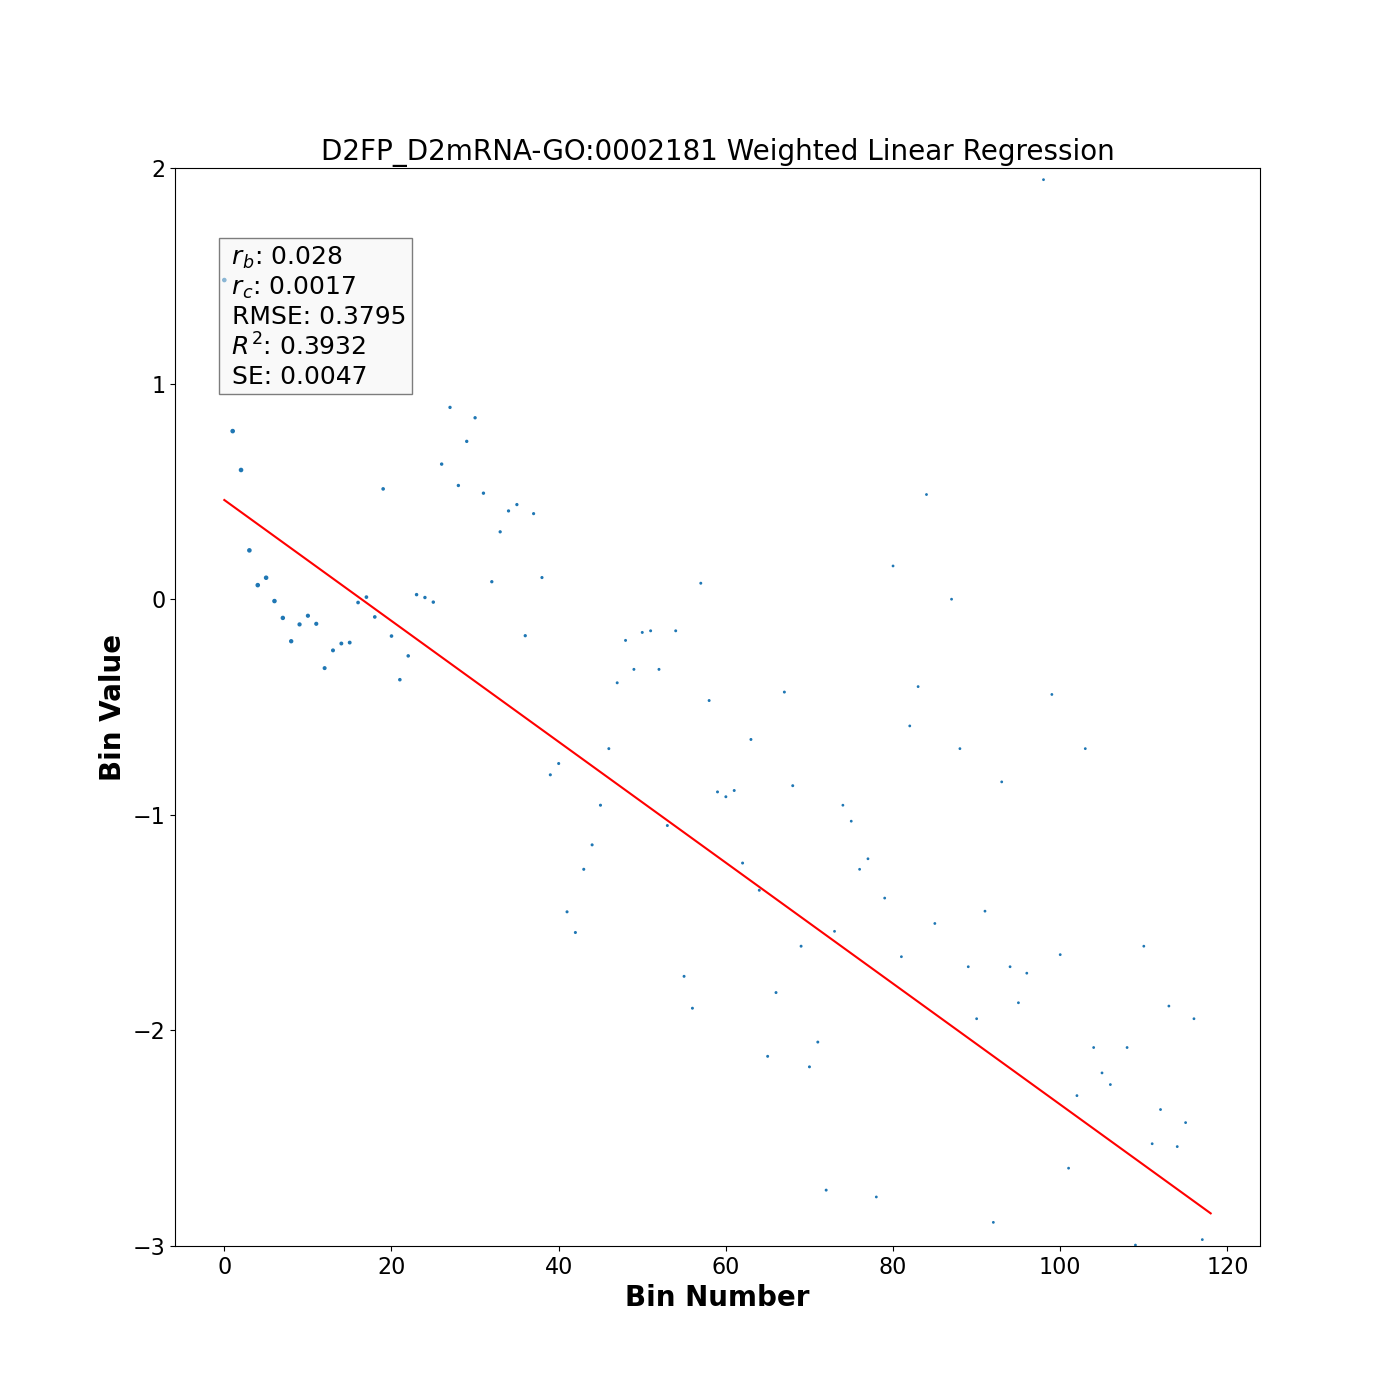 D2FP_D2mRNA-GO:0002181 Weighted Linear Regression
2
r_b: 0.028
r_c: 0.0017
RMSE: 0.3795
R²: 0.3932
SE: 0.0047
1
0
−1
−2
−3
Bin Value
0 20 40 60 80 100 120
Bin Number